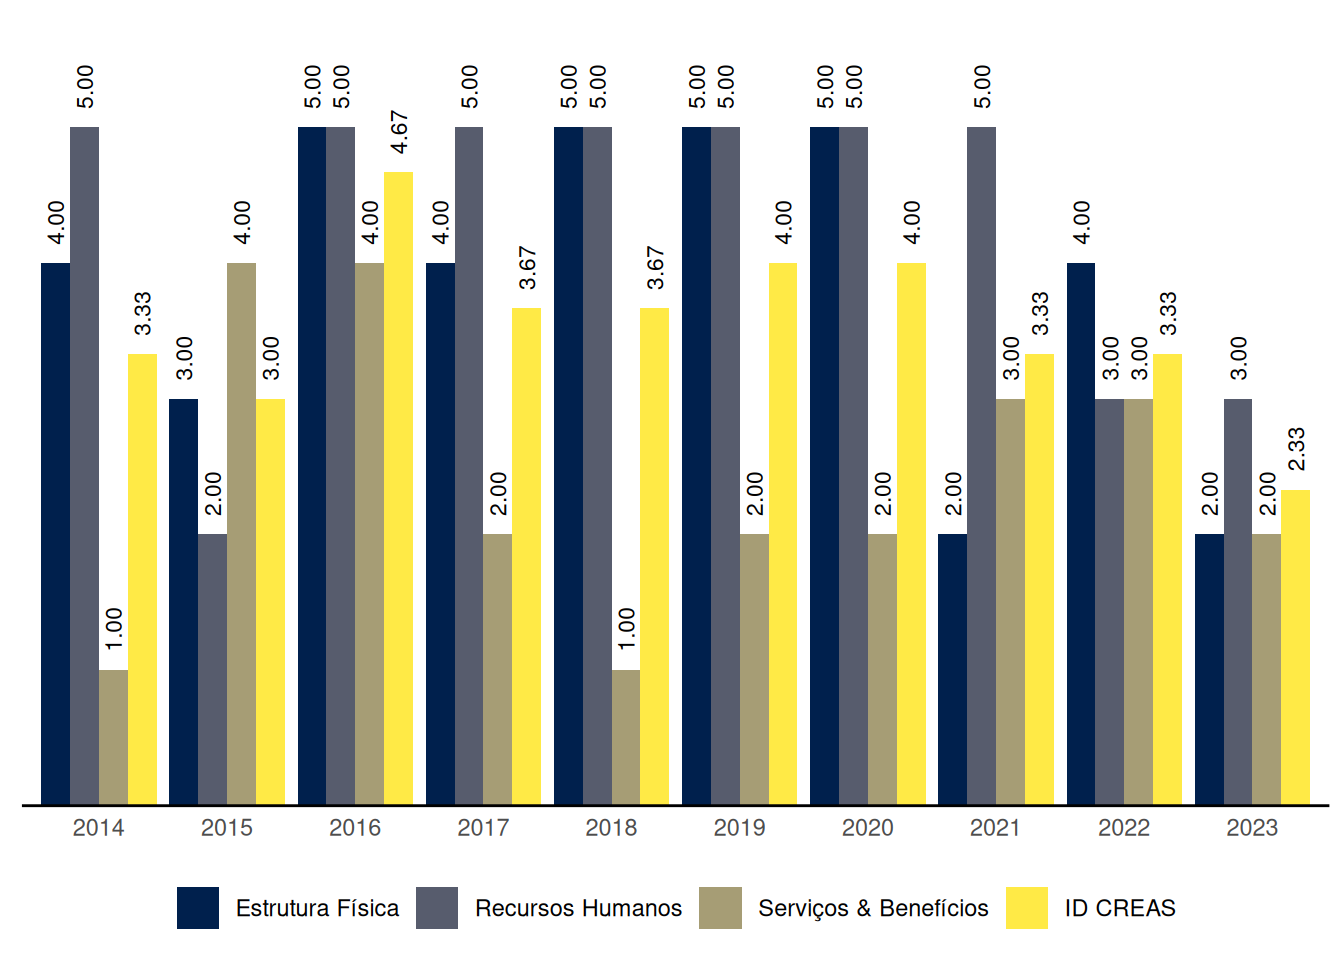 4.00 5.00 1.00 3.33
3.00 2.00 4.00 3.00
5.00 5.00 4.00 4.67
4.00 5.00 2.00 3.67
5.00 5.00 1.00 3.67
5.00 5.00 2.00 4.00
5.00 5.00 2.00 4.00
2.00 5.00 3.00 3.33
4.00 3.00 3.00 3.33
2.00 3.00 2.00 2.33
2014 2015 2016 2017 2018 2019 2020 2021 2022 2023
Estrutura Física Recursos Humanos Serviços & Benefícios ID CREAS